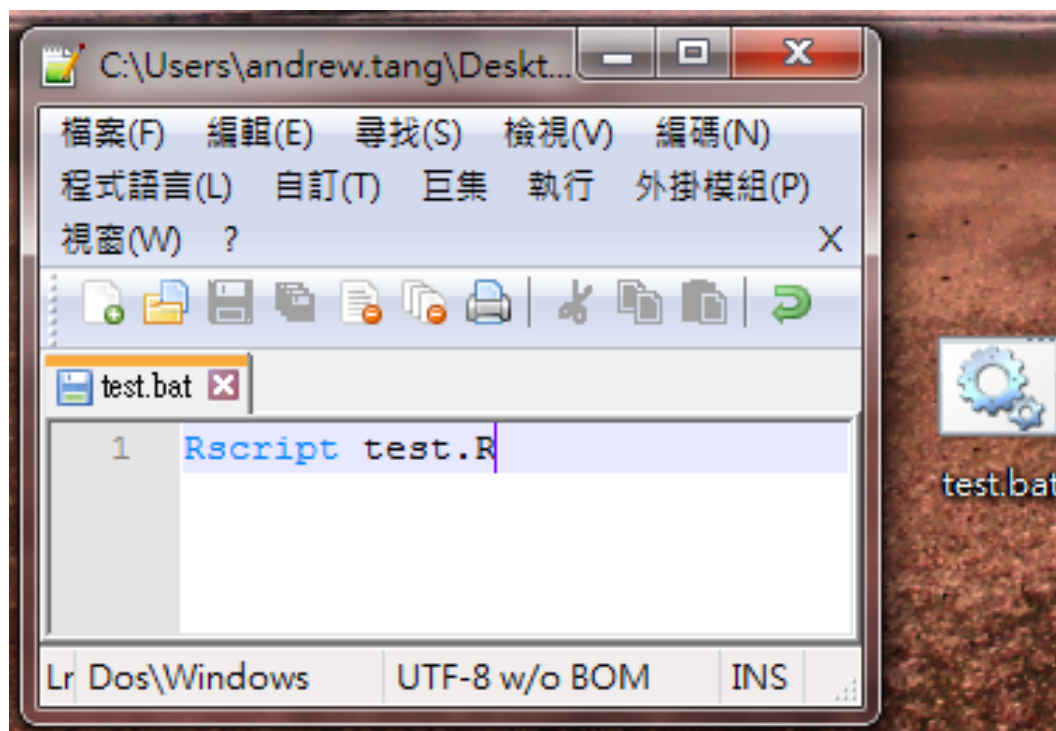 C:\Users\andrew.tang\Deskt...
檔案(F) 編輯(E) 尋找(S) 檢視(V) 編碼(N)
程式語言(L) 自訂(T) 巨集 執行 外掛模組(P)
視窗(W) ? X
test.bat
1 Rscript test.R
test.bat
Lr Dos\Windows UTF-8 w/o BOM INS